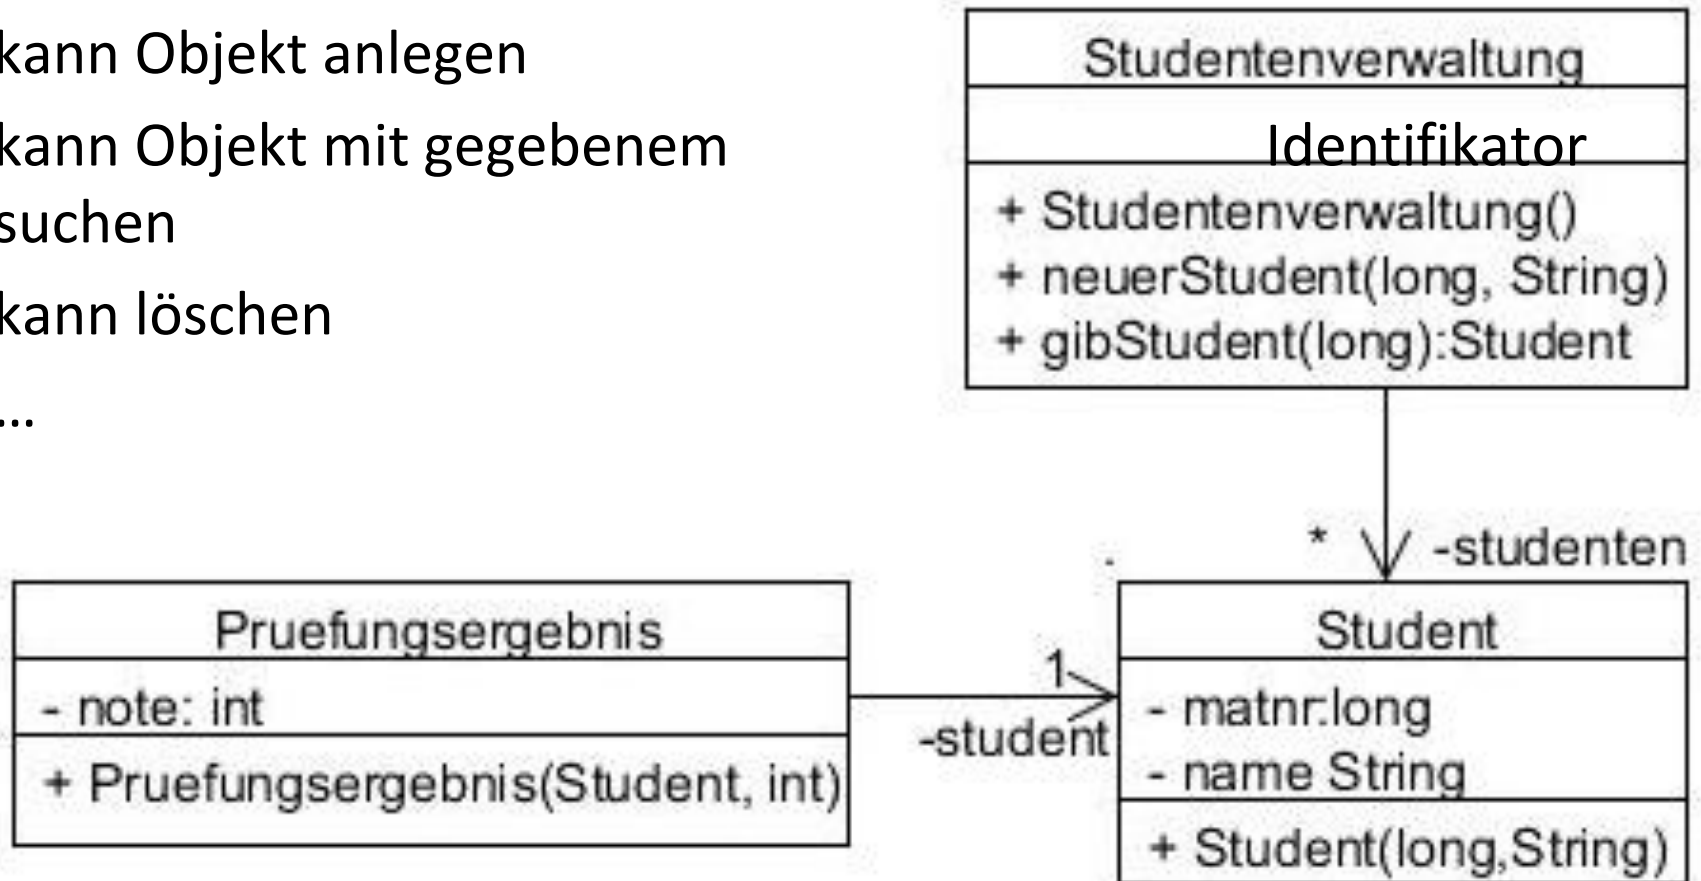 kann Objekt anlegen
kann Objekt mit gegebenem Identifikator
suchen
kann löschen
...
Studentenverwaltung
+ Studentenverwaltung()
+ neuerStudent(long, String)
+ gibStudent(long):Student
* -studenten
Pruefungsergebnis
- note: int
+ Pruefungsergebnis(Student, int)
1
-student
Student
- matnr:long
- name String
+ Student(long,String)